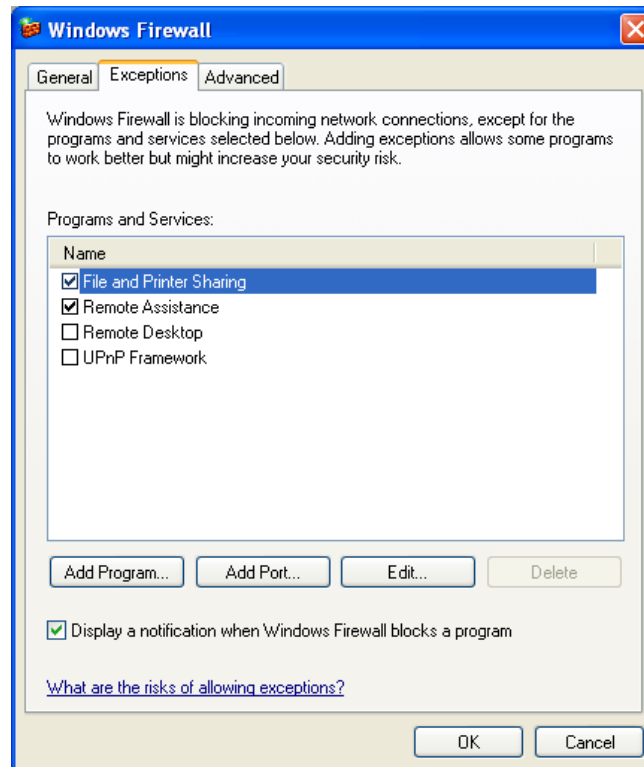 Windows Firewall
General Exceptions Advanced
Windows Firewall is blocking incoming network connections, except for the
programs and services selected below. Adding exceptions allows some programs
to work better but might increase your security risk.
Programs and Services:
Name
File and Printer Sharing
Remote Assistance
Remote Desktop
UPnP Framework
Add Program... Add Port... Edit... Delete
Display a notification when Windows Firewall blocks a program
What are the risks of allowing exceptions?
OK Cancel